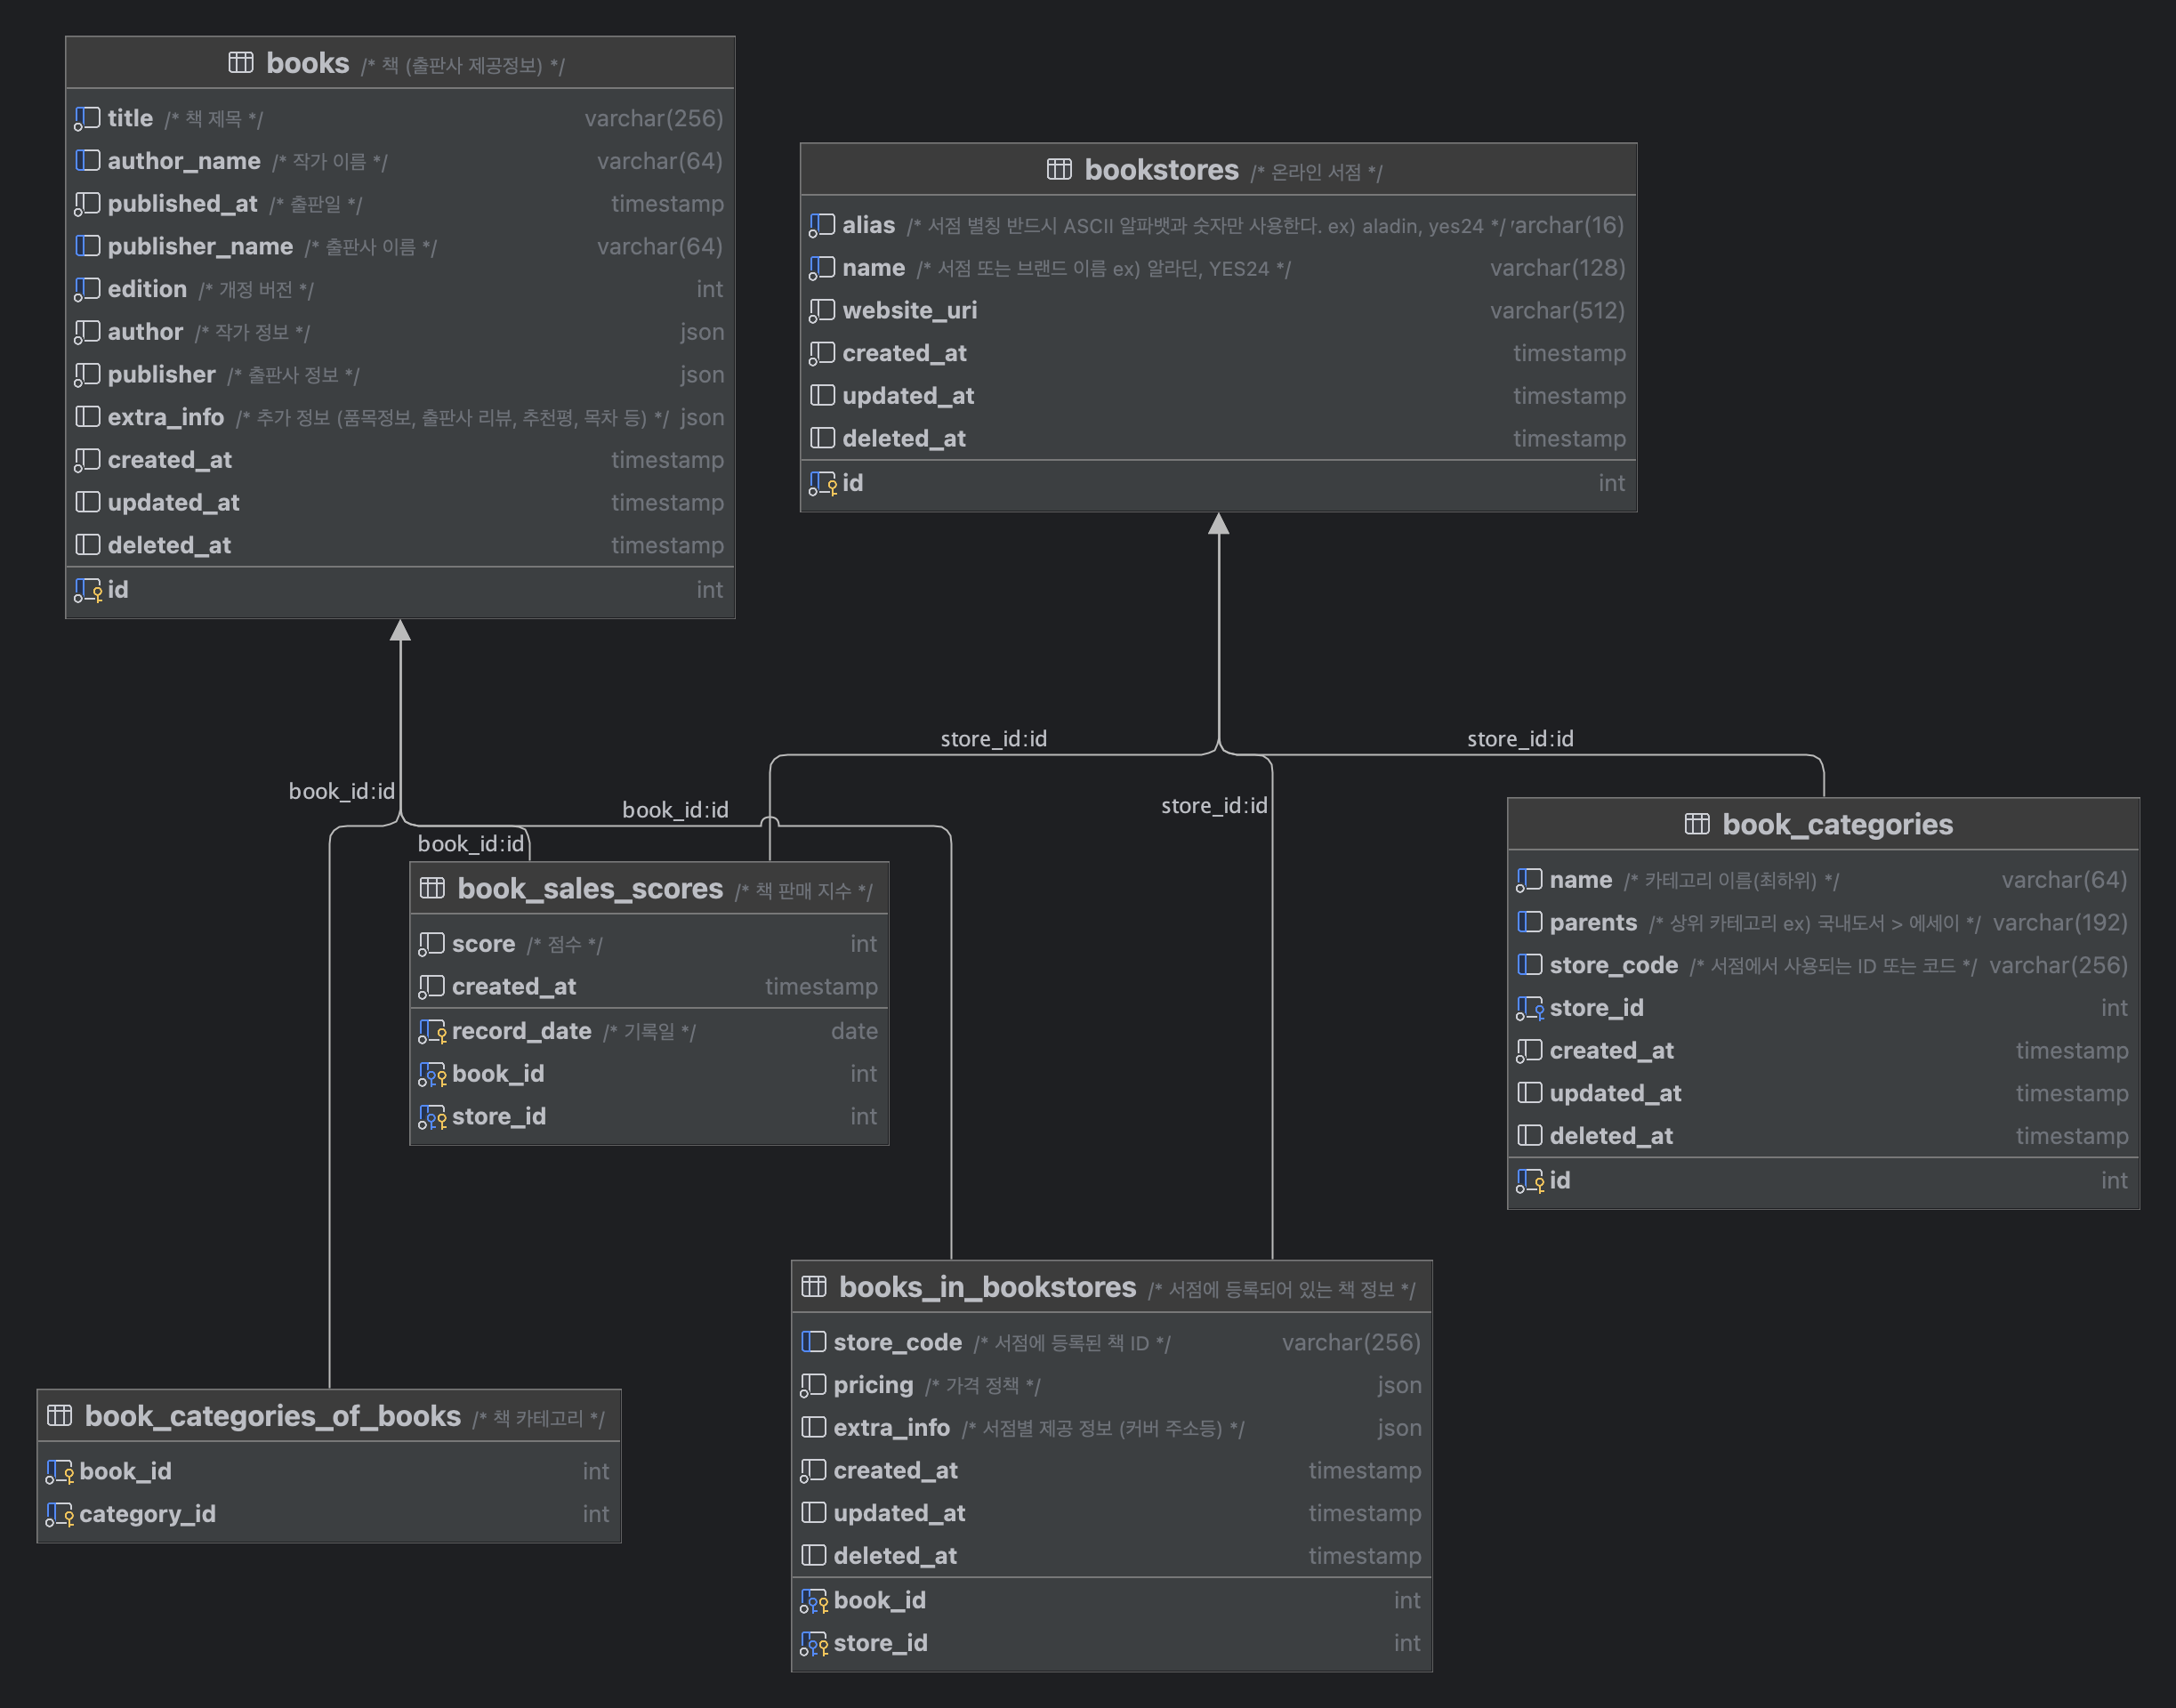 books /* 책 (출판사 제공정보) */
title /* 책 제목 */ varchar(256)
author_name /* 작가 이름 */ varchar(64)
published_at /* 출판일 */ timestamp
publisher_name /* 출판사 이름 */ varchar(64)
edition /* 개정 버전 */ int
author /* 작가 정보 */ json
publisher /* 출판사 정보 */ json
extra_info /* 추가 정보 (품목정보, 출판사 리뷰, 추천평, 목차 등) */ json
created_at timestamp
updated_at timestamp
deleted_at timestamp
id int
bookstores /* 온라인 서점 */
alias /* 서점 별칭 반드시 ASCII 알파뱃과 숫자만 사용한다. ex) aladin, yes24 */ archar(16)
name /* 서점 또는 브랜드 이름 ex) 알라딘, YES24 */ varchar(128)
website_uri varchar(512)
created_at timestamp
updated_at timestamp
deleted_at timestamp
id int
store_id:id
store_id:id
book_id:id
book_id:id
store_id:id
book_id:id
book_sales_scores /* 책 판매 지수 */
score /* 점수 */ int
created_at timestamp
record_date /* 기록일 */ date
book_id int
store_id int
book_categories
name /* 카테고리 이름(최하위) */ varchar(64)
parents /* 상위 카테고리 ex) 국내도서 > 에세이 */ varchar(192)
store_code /* 서점에서 사용되는 ID 또는 코드 */ varchar(256)
store_id int
created_at timestamp
updated_at timestamp
deleted_at timestamp
id int
books_in_bookstores /* 서점에 등록되어 있는 책 정보 */
store_code /* 서점에 등록된 책 ID */ varchar(256)
pricing /* 가격 정책 */ json
extra_info /* 서점별 제공 정보 (커버 주소등) */ json
created_at timestamp
updated_at timestamp
deleted_at timestamp
book_id int
store_id int
book_categories_of_books /* 책 카테고리 */
book_id int
category_id int